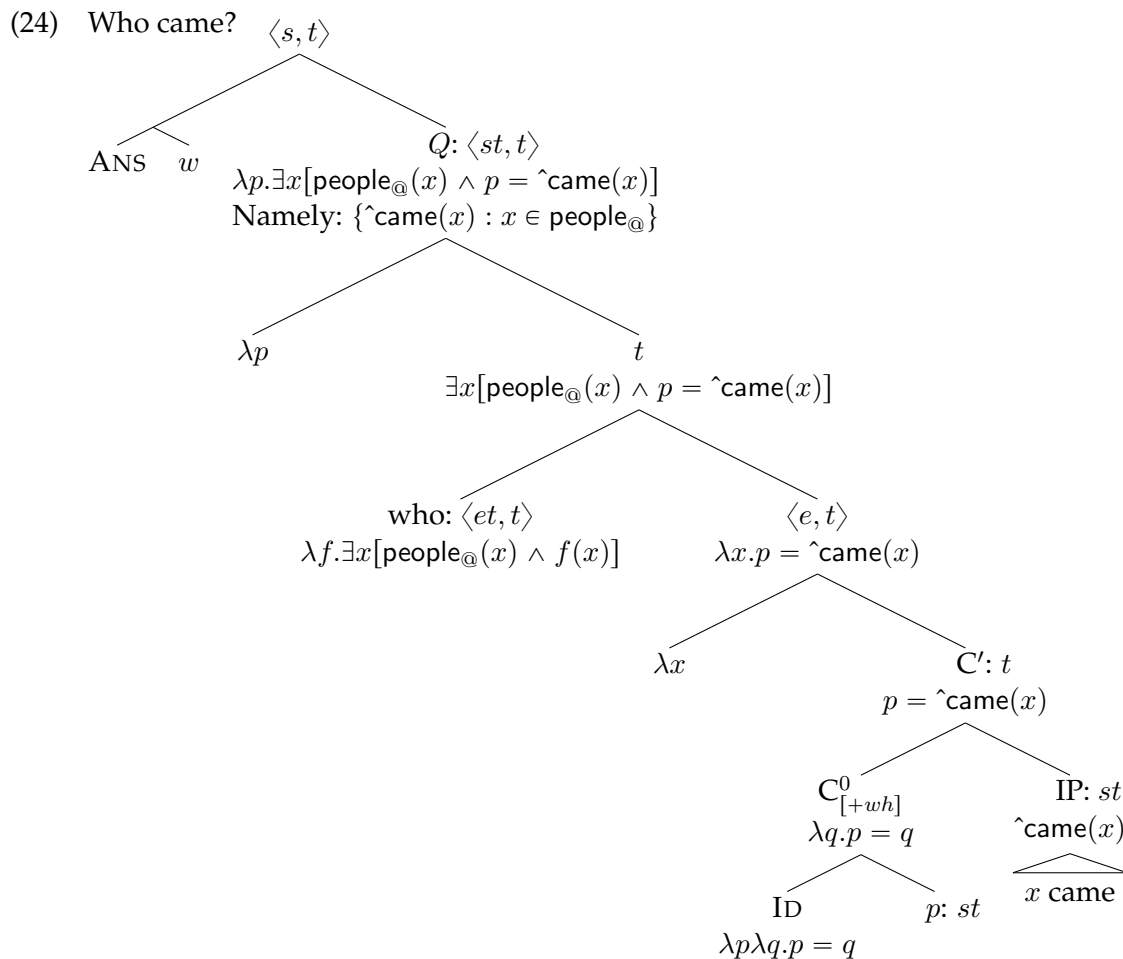 (24) Who came?
⟨s, t⟩
ANS w
Q: ⟨st, t⟩
λp.∃x[people@(x) ∧ p = ˆcame(x)]
Namely: {ˆcame(x) : x ∈ people@}
λp t
∃x[people@(x) ∧ p = ˆcame(x)]
who: ⟨et, t⟩ ⟨e, t⟩
λf.∃x[people@(x) ∧ f(x)] λx.p = ˆcame(x)
λx C′: t
p = ˆcame(x)
C⁰[+wh] IP: st
λq.p = q ˆcame(x)
x came
ID p: st
λpλq.p = q